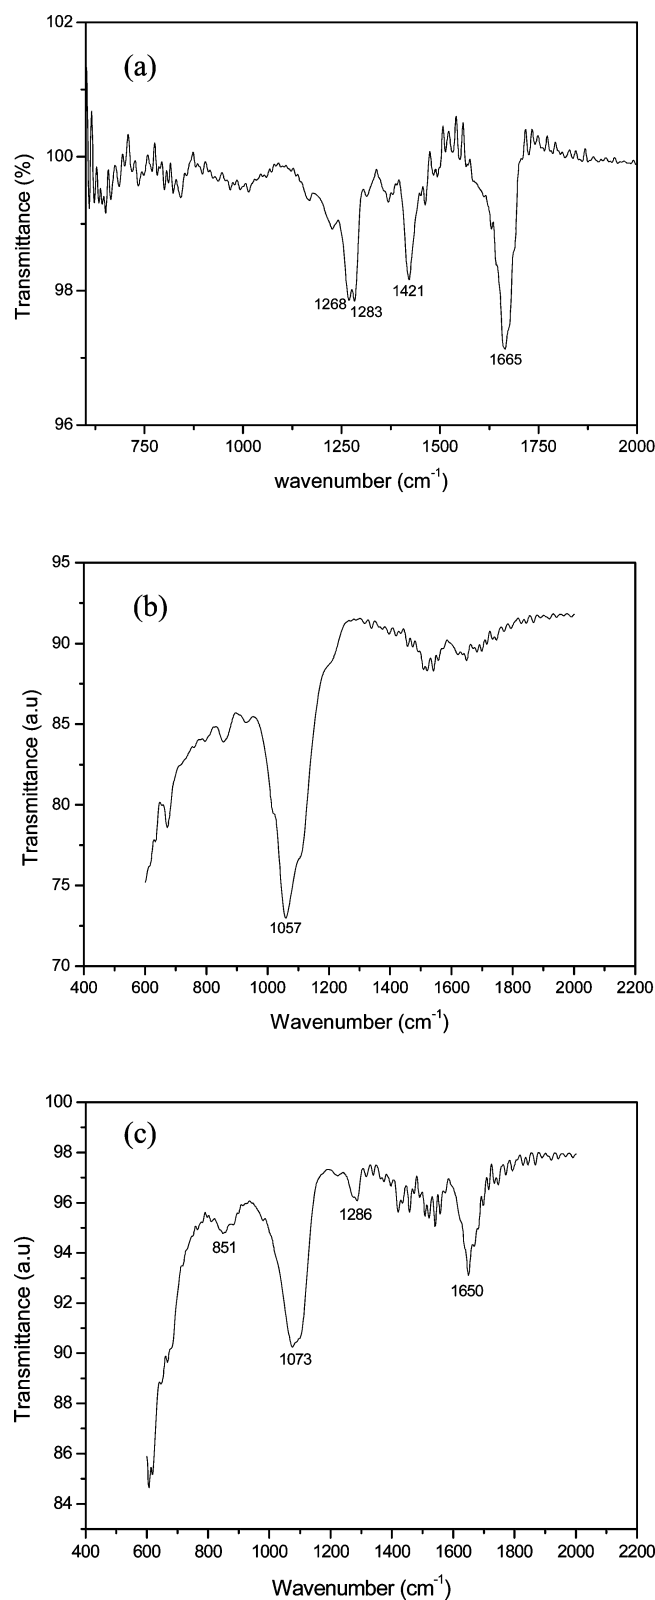 102
(a)
100
98
96
Transmittance (%)
1268
1283
1421
1665
750 1000 1250 1500 1750 2000
wavenumber (cm⁻¹)
95
(b)
90
85
80
75
70
Transmittance (a.u)
1057
400 600 800 1000 1200 1400 1600 1800 2000 2200
Wavenumber (cm⁻¹)
100
(c)
98
96
94
92
90
88
86
84
Transmittance (a.u)
851
1073
1286
1650
400 600 800 1000 1200 1400 1600 1800 2000 2200
Wavenumber (cm⁻¹)